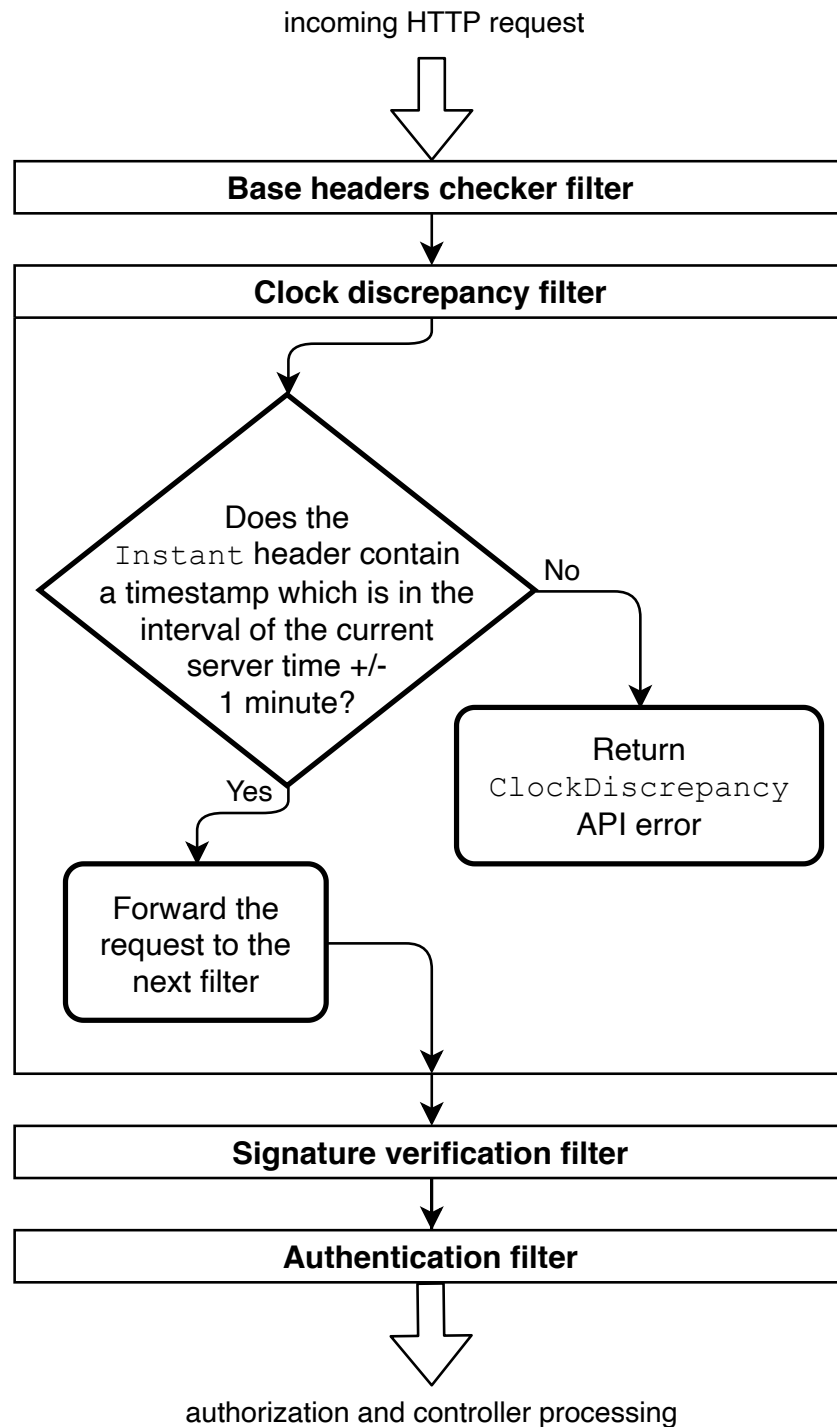 incoming HTTP request
Base headers checker filter
Clock discrepancy filter
Does the
Instant header contain
a timestamp which is in the
interval of the current
server time +/-
1 minute?
No
Return
ClockDiscrepancy
API error
Yes
Forward the
request to the
next filter
Signature verification filter
Authentication filter
authorization and controller processing